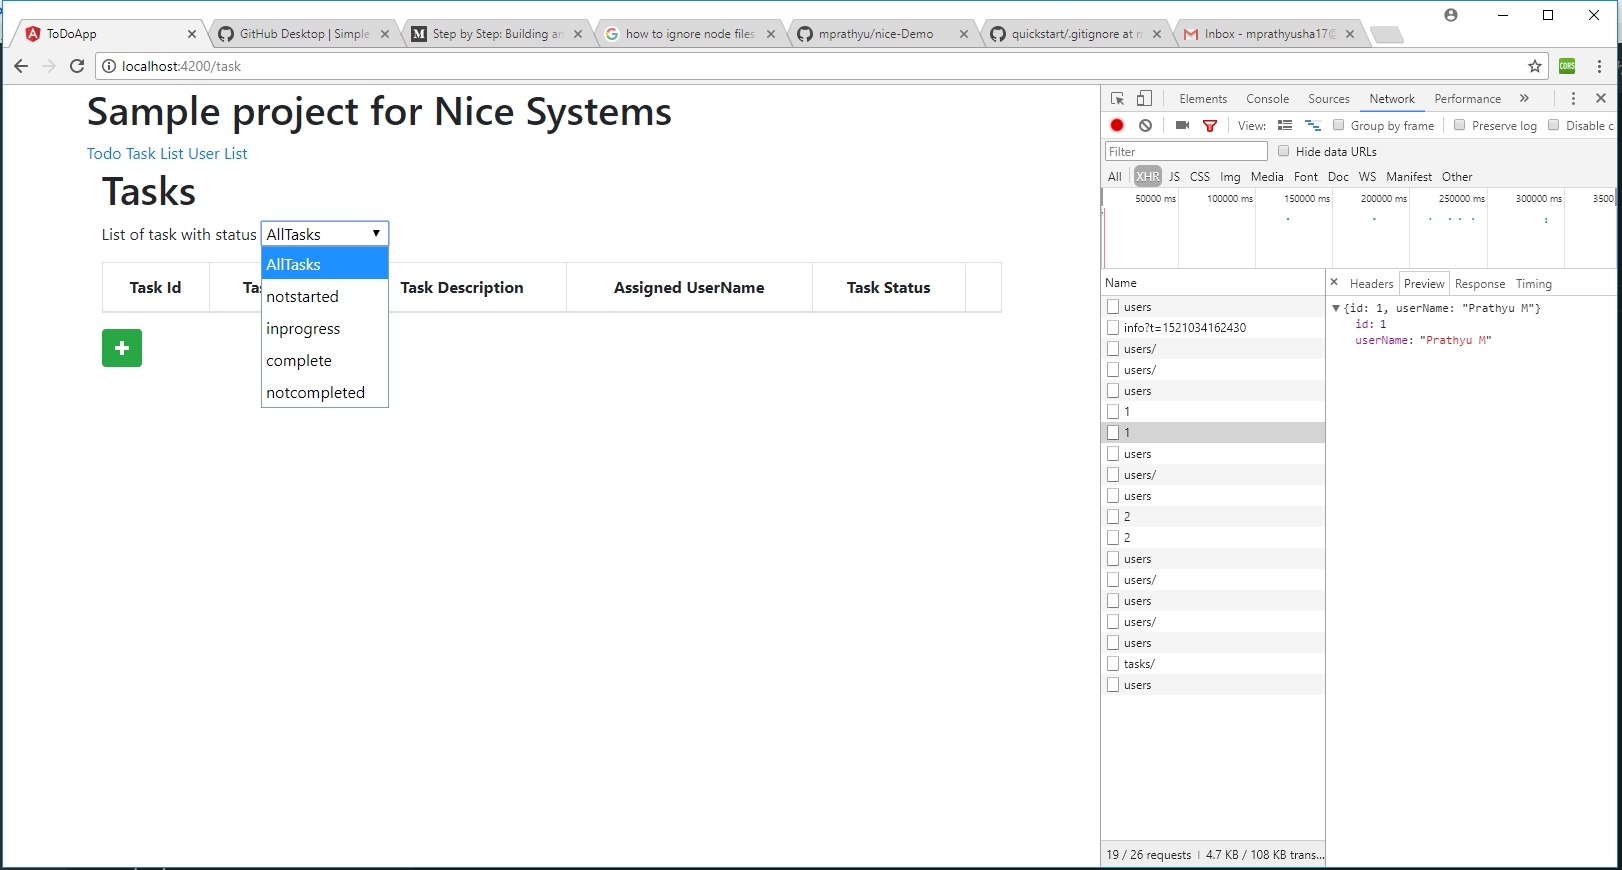 ToDoApp
GitHub Desktop | Simple
Step by Step: Building an
how to ignore node files
mprathyu/nice-Demo
quickstart/.gitignore at m
Inbox - mprathyusha17@
localhost:4200/task
CORS
Sample project for Nice Systems
Todo Task List User List
Tasks
List of task with status AllTasks
AllTasks
notstarted
inprogress
complete
notcompleted
Task Id Tas Task Description Assigned UserName Task Status
Elements Console Sources Network Performance »
View: Group by frame Preserve log Disable c
Filter Hide data URLs
All XHR JS CSS Img Media Font Doc WS Manifest Other
50000 ms 100000 ms 150000 ms 200000 ms 250000 ms 300000 ms 3500
Name
users
info?t=1521034162430
users/
users/
users
1
1
users
users/
users
2
2
users
users/
users
users/
users
tasks/
users
19 / 26 requests | 4.7 KB / 108 KB trans...
× Headers Preview Response Timing
▼{id: 1, userName: "Prathyu M"}
id: 1
userName: "Prathyu M"